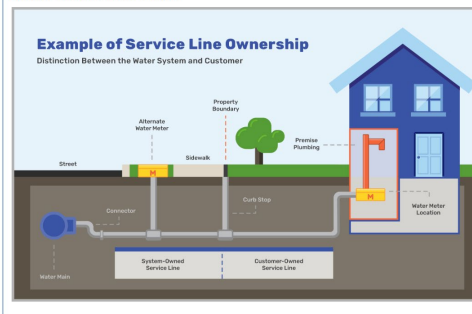 Example of Service Line Ownership
Distinction Between the Water System and Customer
Property
Boundary
Alternate
Water Meter
Premise
Plumbing
Street
Sidewalk
M
Connector
Curb Stop
M
Water Meter
Location
Water Main
System-Owned
Service Line
Customer-Owned
Service Line